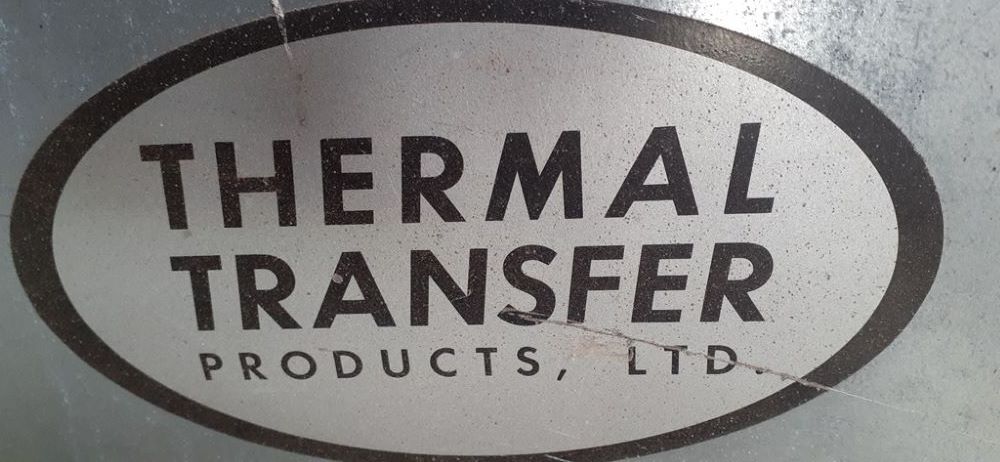 THERMAL
TRANSFER
PRODUCTS, LTD.